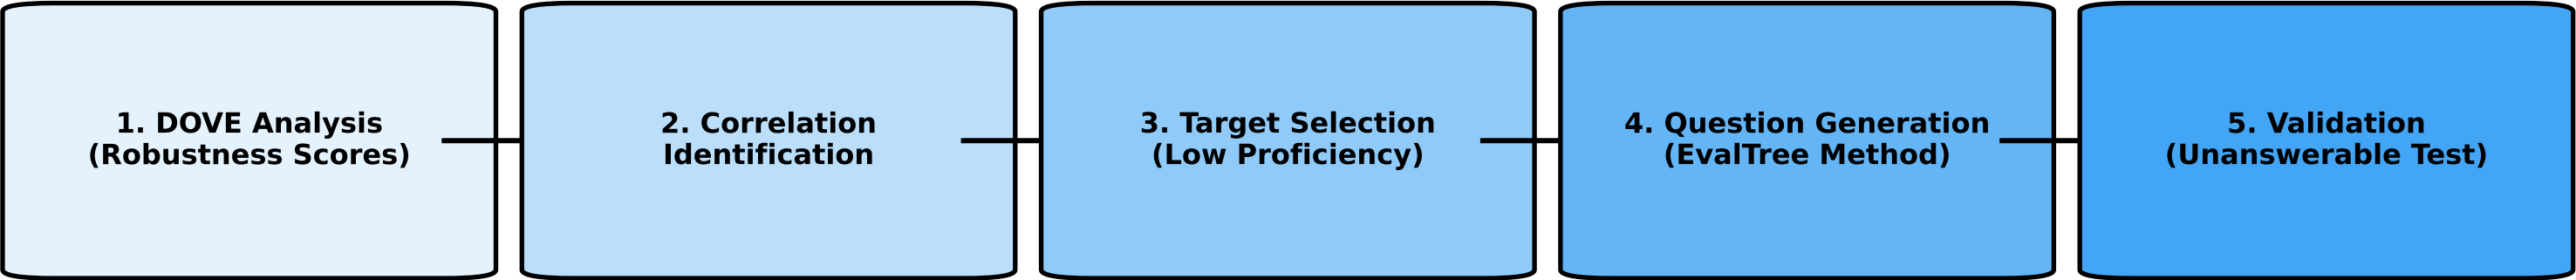 1. DOVE Analysis
(Robustness Scores)
2. Correlation
Identification
3. Target Selection
(Low Proficiency)
4. Question Generation
(EvalTree Method)
5. Validation
(Unanswerable Test)